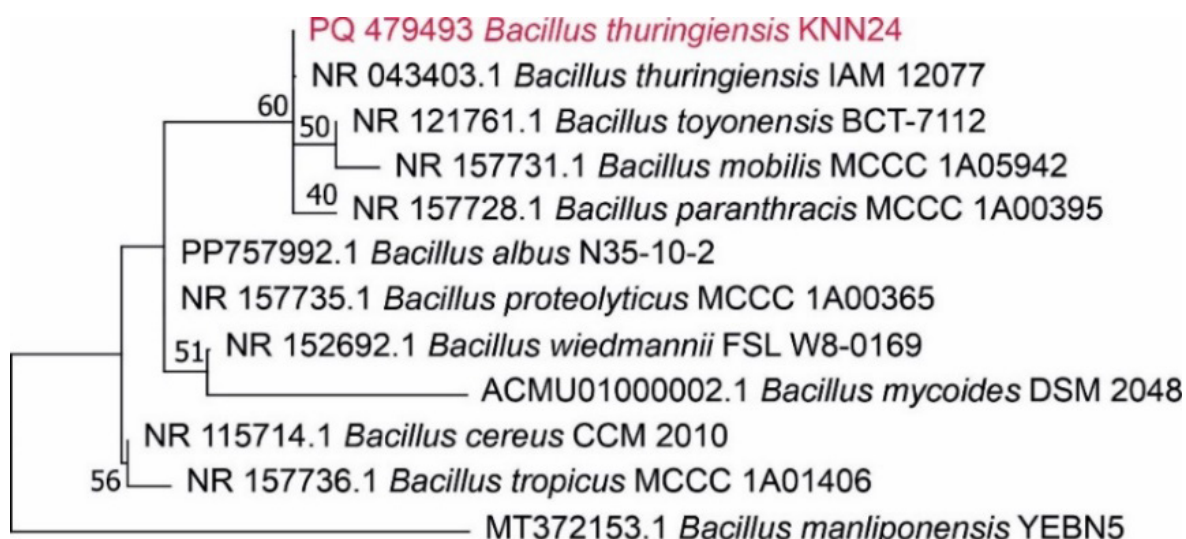 PQ 479493 Bacillus thuringiensis KNN24
NR 043403.1 Bacillus thuringiensis IAM 12077
60
50
NR 121761.1 Bacillus toyonensis BCT-7112
NR 157731.1 Bacillus mobilis MCCC 1A05942
40
NR 157728.1 Bacillus paranthracis MCCC 1A00395
PP757992.1 Bacillus albus N35-10-2
NR 157735.1 Bacillus proteolyticus MCCC 1A00365
51
NR 152692.1 Bacillus wiedmannii FSL W8-0169
ACMU01000002.1 Bacillus mycoides DSM 2048
NR 115714.1 Bacillus cereus CCM 2010
56
NR 157736.1 Bacillus tropicus MCCC 1A01406
MT372153.1 Bacillus manliponensis YEBN5